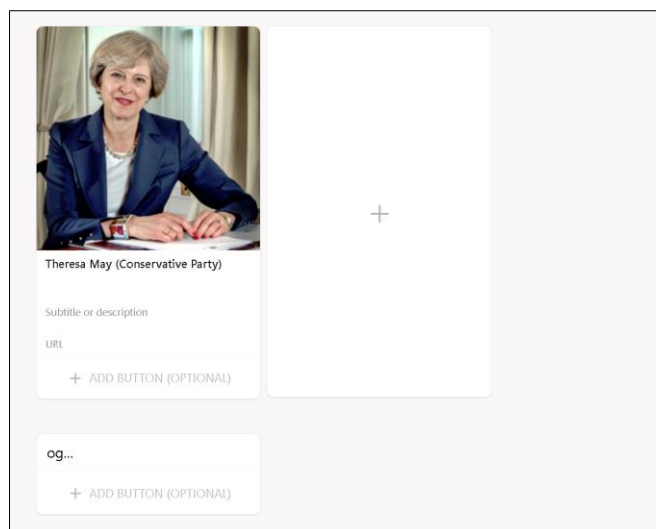 Theresa May (Conservative Party)
Subtitle or description
URL
ADD BUTTON (OPTIONAL)
og...
ADD BUTTON (OPTIONAL)